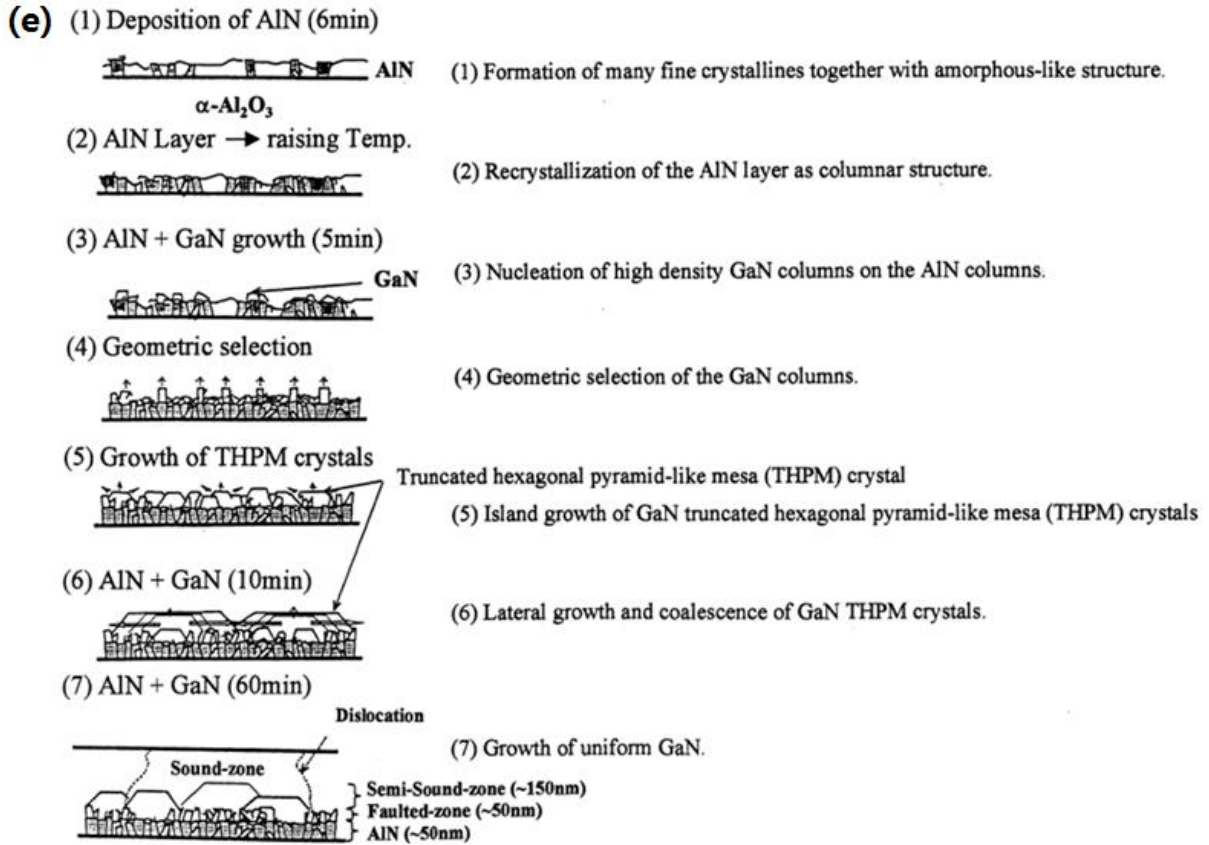 (e) (1) Deposition of AlN (6min)
AlN
(1) Formation of many fine crystallines together with amorphous-like structure.
α-Al₂O₃
(2) AlN Layer → raising Temp.
(2) Recrystallization of the AlN layer as columnar structure.
(3) AlN + GaN growth (5min)
GaN
(3) Nucleation of high density GaN columns on the AlN columns.
(4) Geometric selection
(4) Geometric selection of the GaN columns.
(5) Growth of THPM crystals
Truncated hexagonal pyramid-like mesa (THPM) crystal
(5) Island growth of GaN truncated hexagonal pyramid-like mesa (THPM) crystals
(6) AlN + GaN (10min)
(6) Lateral growth and coalescence of GaN THPM crystals.
(7) AlN + GaN (60min)
Dislocation
(7) Growth of uniform GaN.
Sound-zone
Semi-Sound-zone (~150nm)
Faulted-zone (~50nm)
AlN (~50nm)